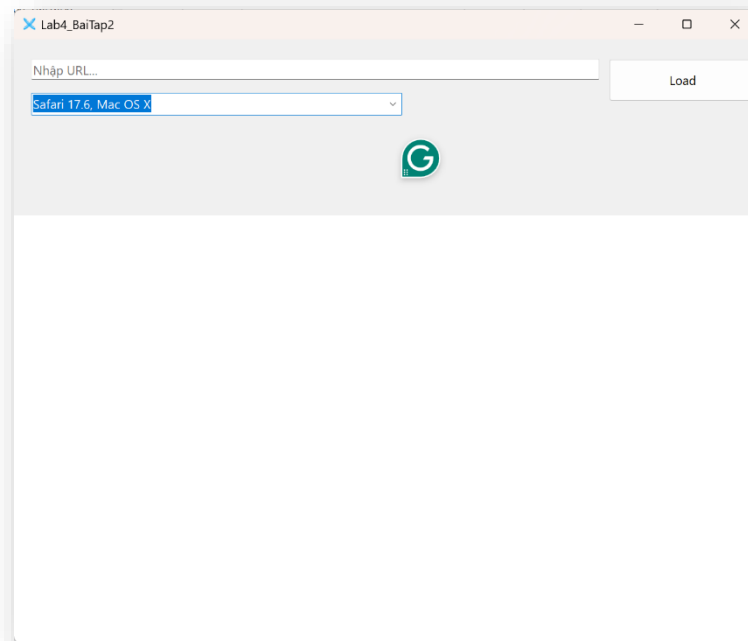 Lab4_BaiTap2
Nhập URL...
Load
Safari 17.6, Mac OS X
G